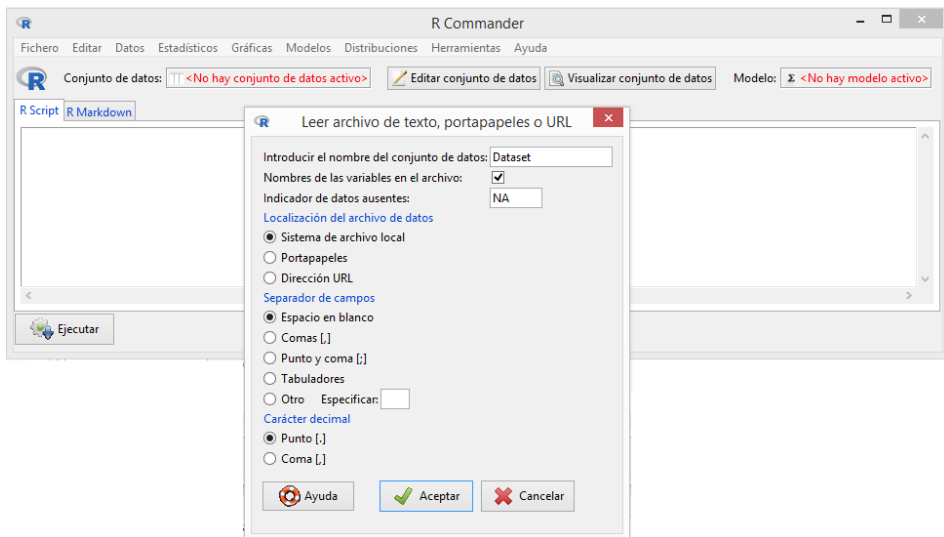 R Commander
Fichero Editar Datos Estadísticos Gráficas Modelos Distribuciones Herramientas Ayuda
R Conjunto de datos: <No hay conjunto de datos activo> Editar conjunto de datos Visualizar conjunto de datos Modelo: Σ <No hay modelo activo>
R Script R Markdown
Leer archivo de texto, portapapeles o URL
Introducir el nombre del conjunto de datos: Dataset
Nombres de las variables en el archivo:
Indicador de datos ausentes: NA
Localización del archivo de datos
Sistema de archivo local
Portapapeles
Dirección URL
Separador de campos
Espacio en blanco
Comas [,]
Punto y coma [;]
Tabuladores
Otro Especificar:
Carácter decimal
Punto [.]
Coma [,]
Ayuda Aceptar Cancelar
Ejecutar